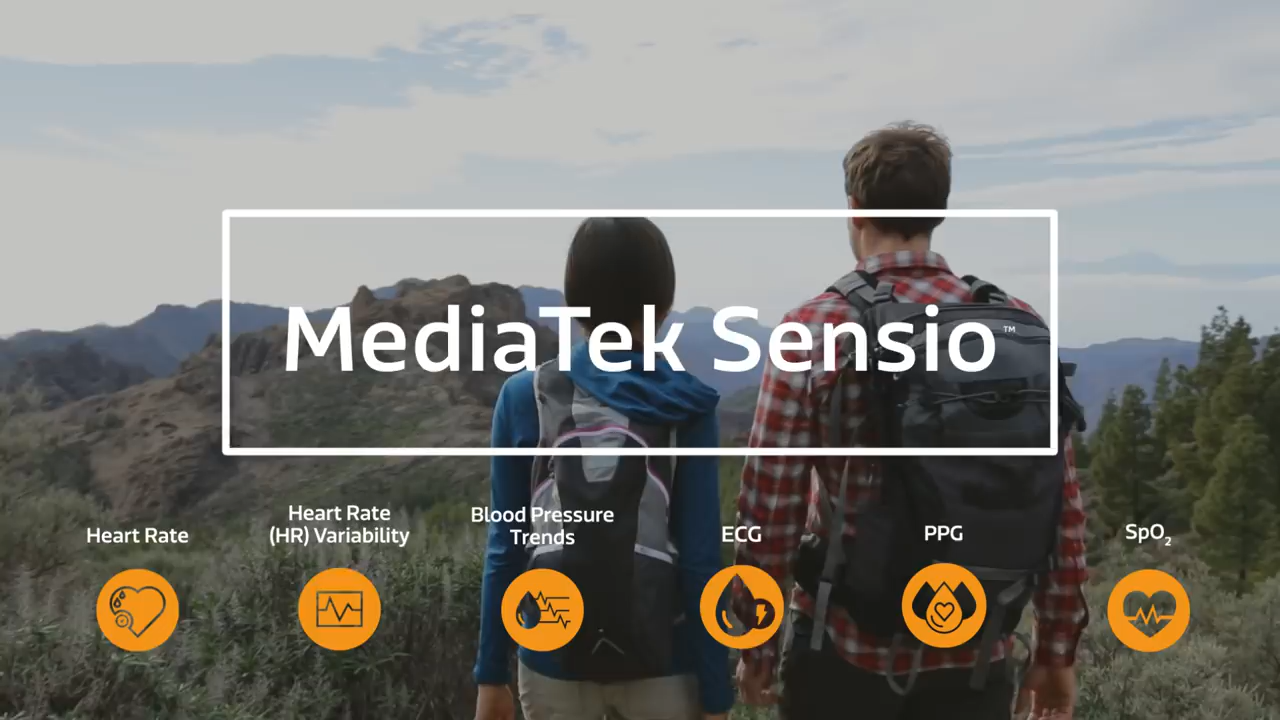 MediaTek Sensio™
Heart Rate
Heart Rate
(HR) Variability
Blood Pressure
Trends
ECG
PPG
SpO₂